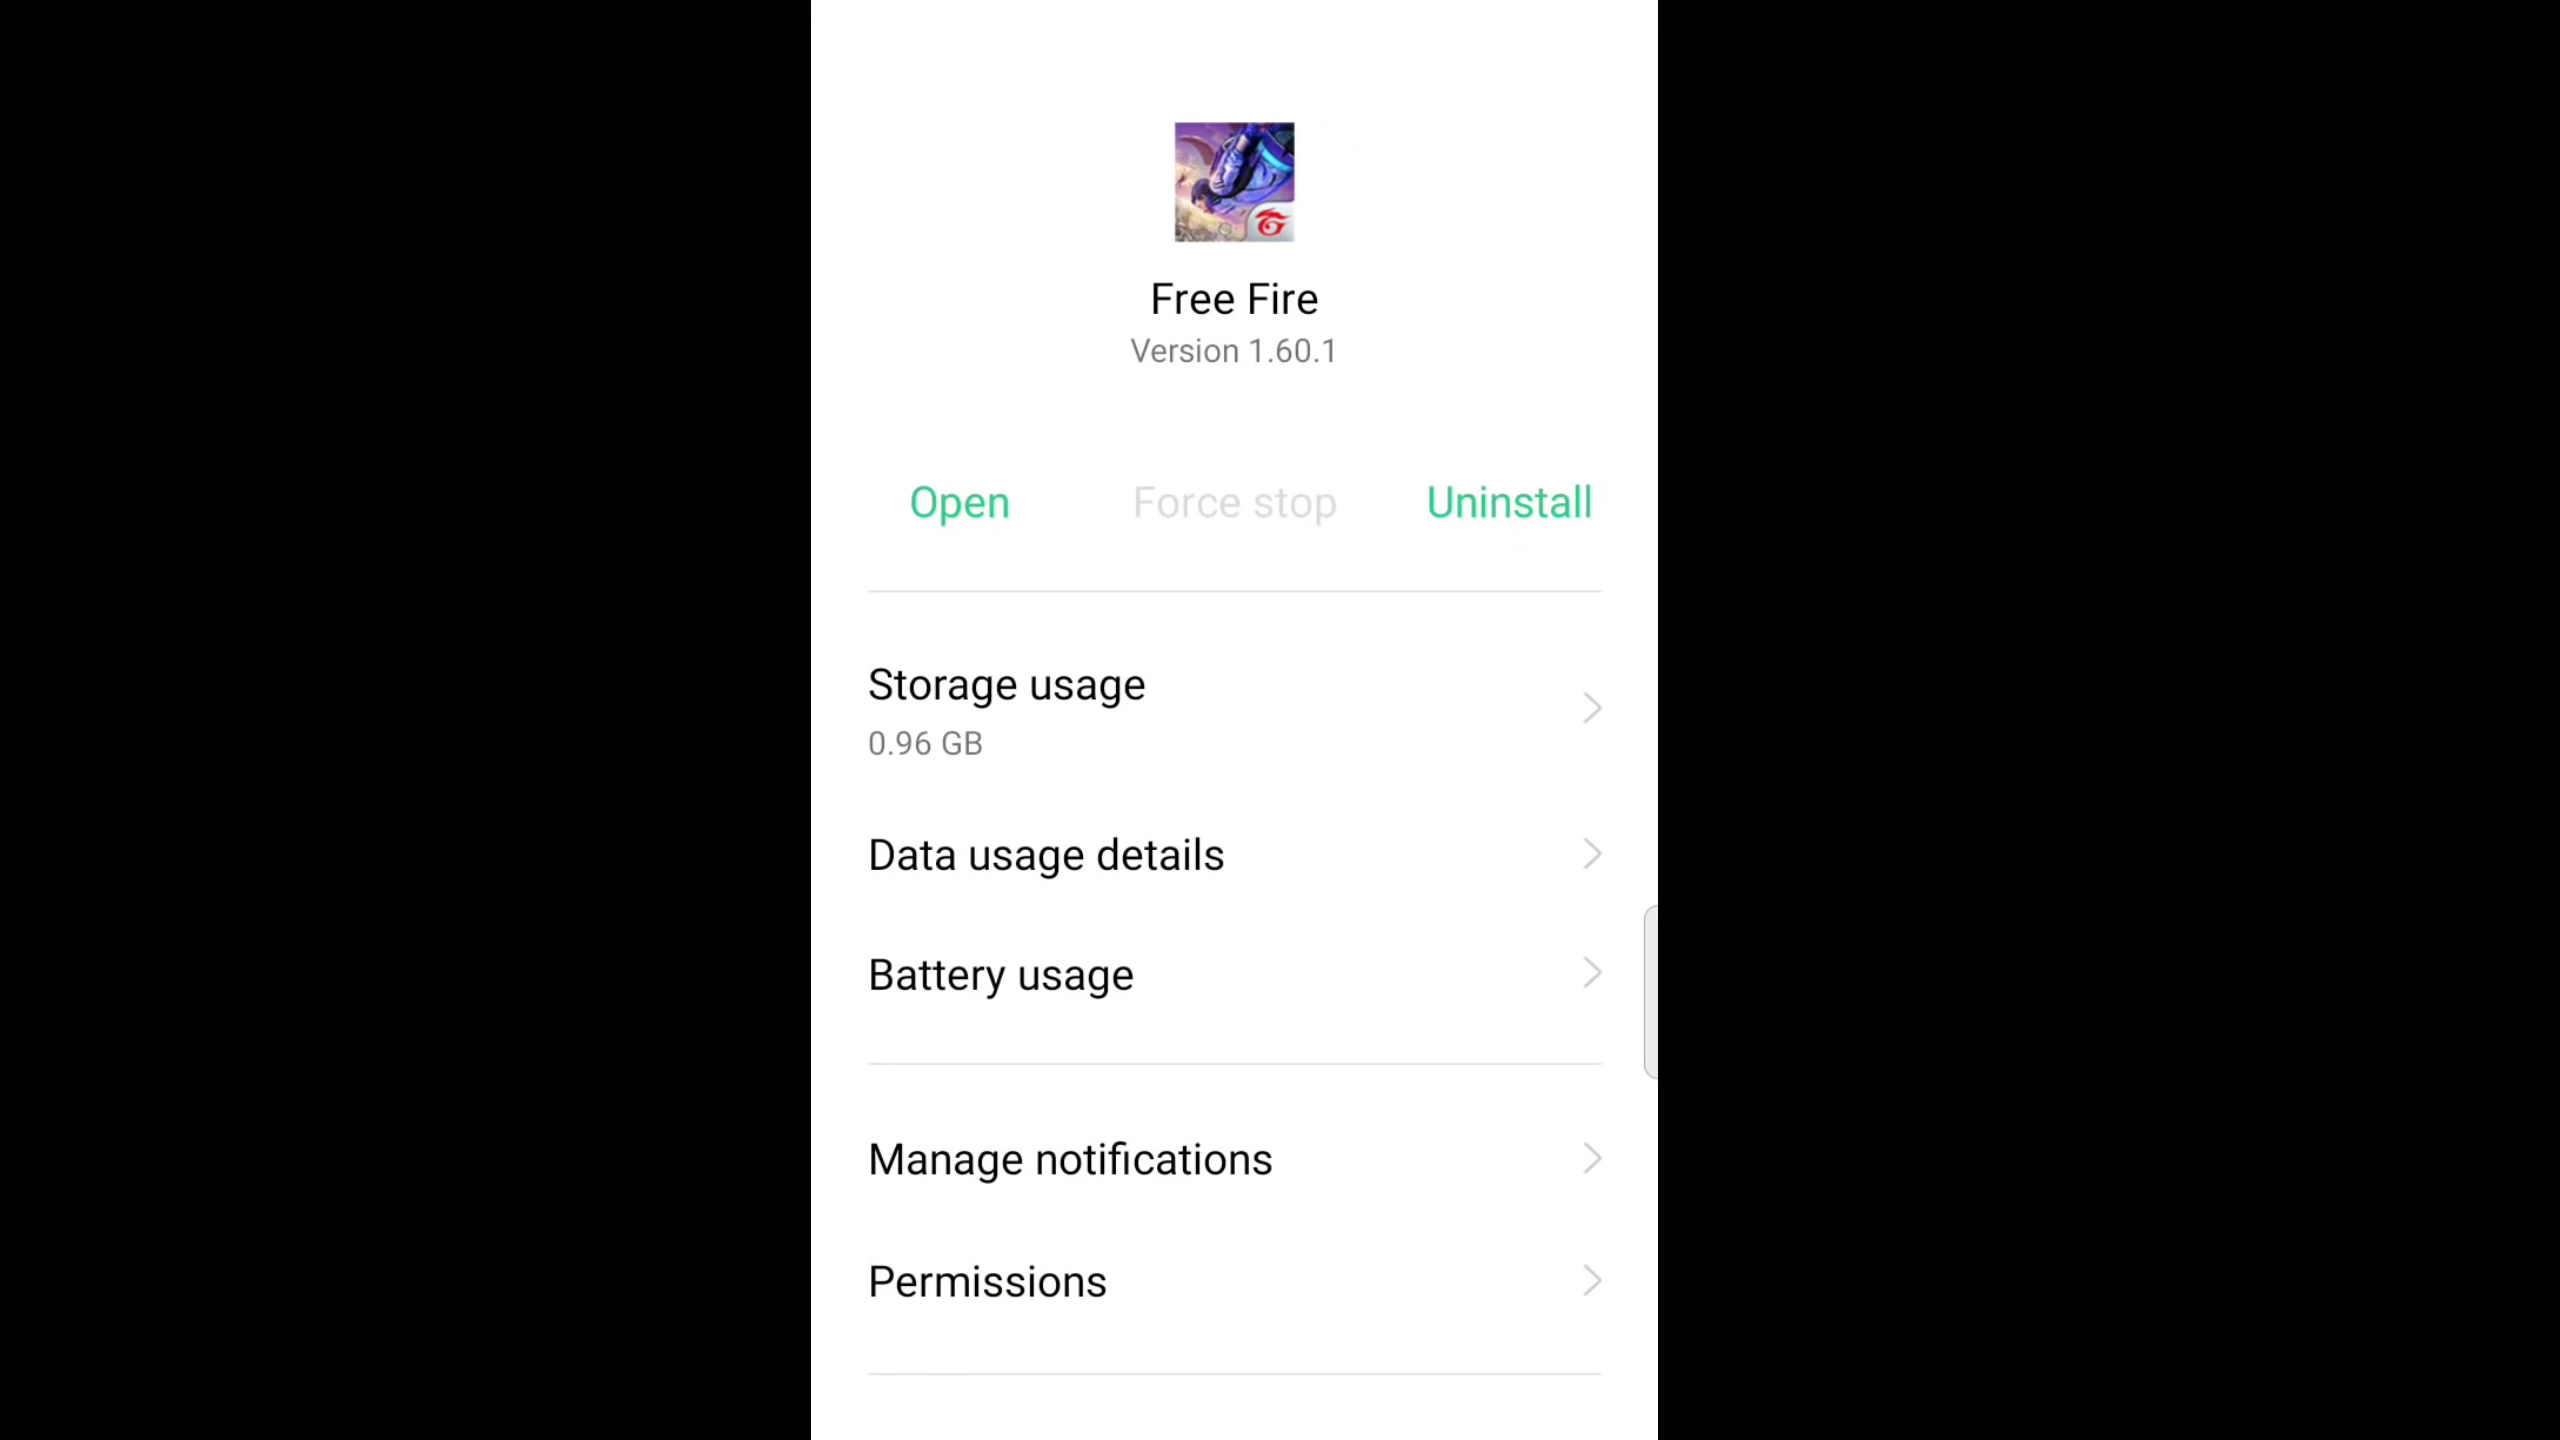 Free Fire
Version 1.60.1
Open
Force stop
Uninstall
Storage usage
0.96 GB
Data usage details
Battery usage
Manage notifications
Permissions